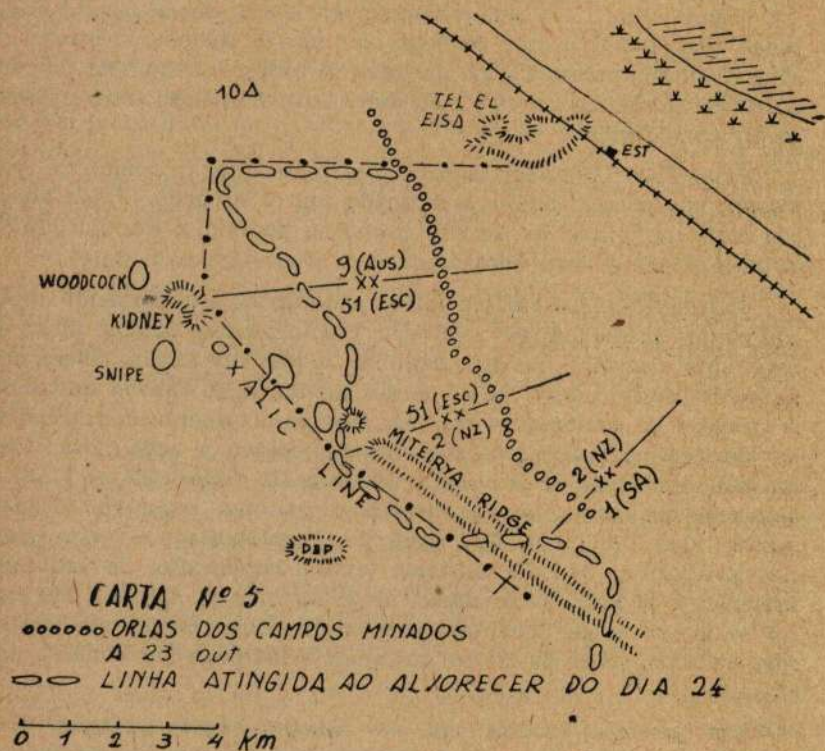 10Δ
TEL EL
EISA
EST
9 (AUS)
XX
51 (ESC)
WOODCOCK
KIDNEY
SNIPE
OXALIC
LINE
51 (ESC)
XX
2 (NZ)
MITEIRYA RIDGE
2 (NZ)
XX
1 (SA)
DEP
CARTA Nº 5
ORLAS DOS CAMPOS MINADOS
A 23 OUT
LINHA ATINGIDA AO ALVORECER DO DIA 24
0 1 2 3 4 Km